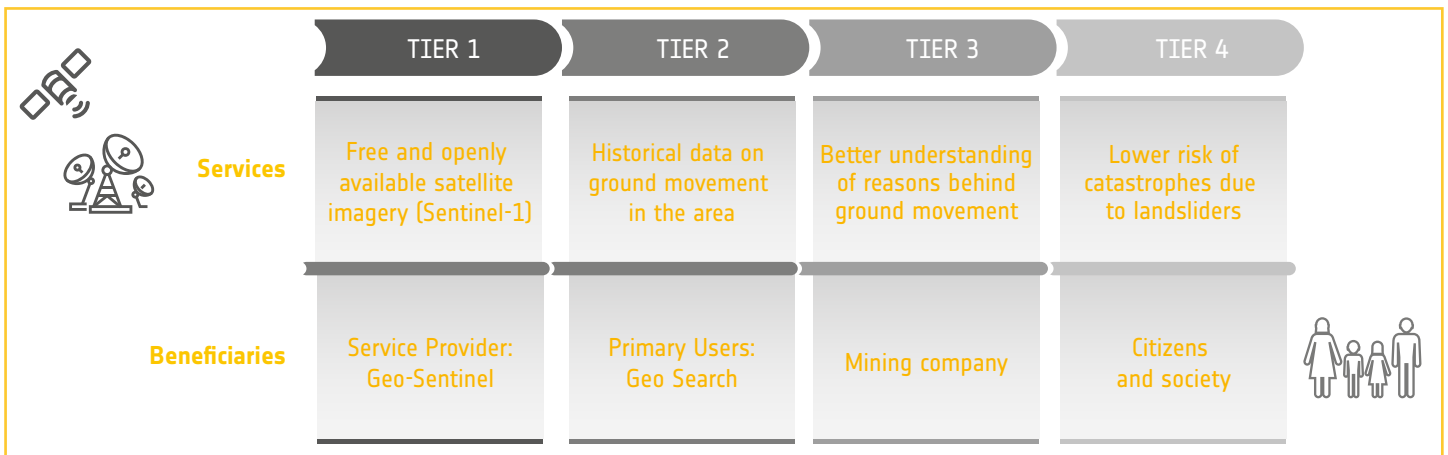 TIER 1
TIER 2
TIER 3
TIER 4
Services
Free and openly
available satellite
imagery (Sentinel-1)
Historical data on
ground movement
in the area
Better understanding
of reasons behind
ground movement
Lower risk of
catastrophes due
to landsliders
Beneficiaries
Service Provider:
Geo-Sentinel
Primary Users:
Geo Search
Mining company
Citizens
and society